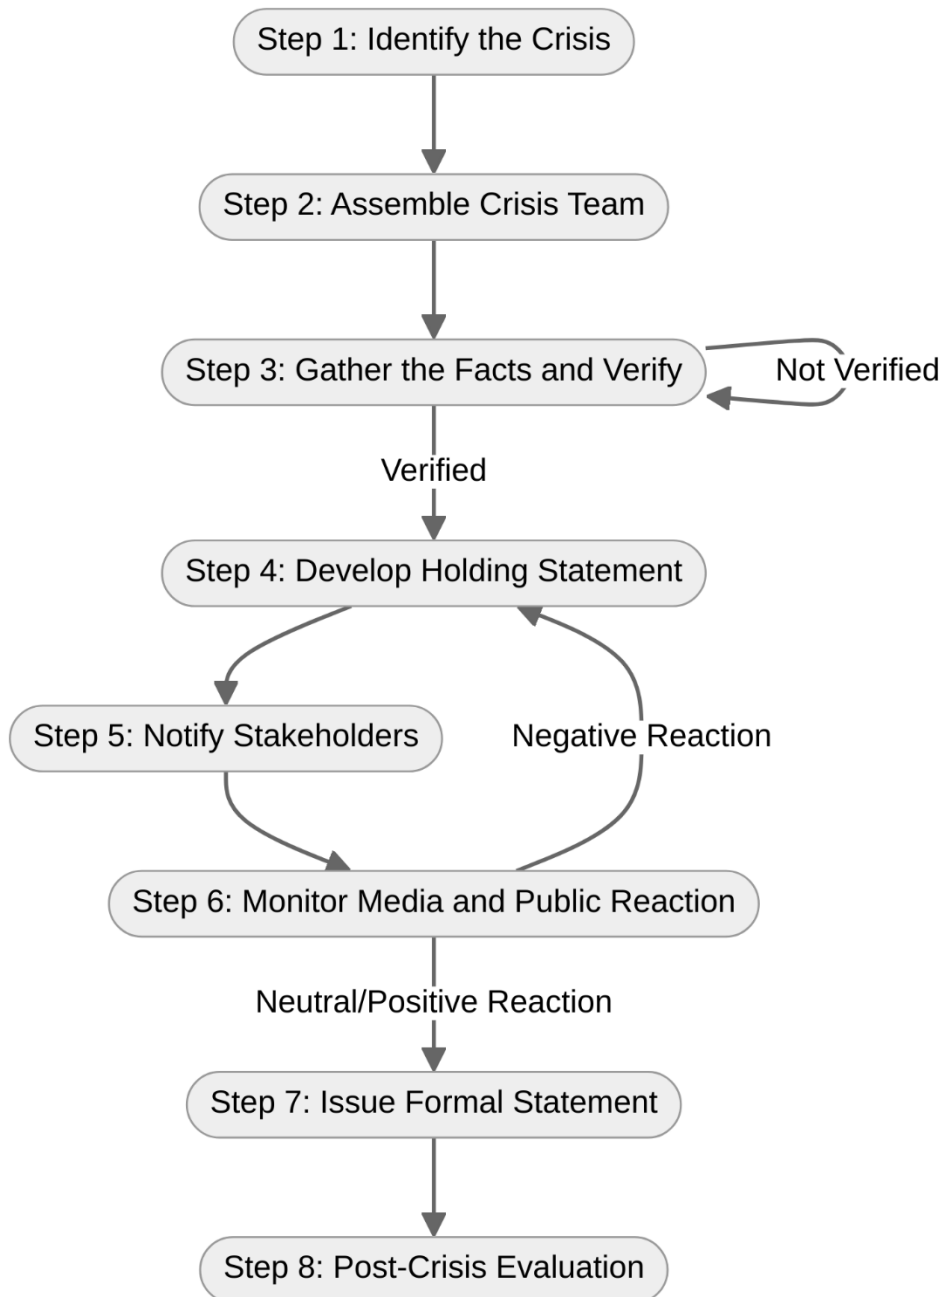 Step 1: Identify the Crisis
Step 2: Assemble Crisis Team
Step 3: Gather the Facts and Verify
Not Verified
Verified
Step 4: Develop Holding Statement
Step 5: Notify Stakeholders
Negative Reaction
Step 6: Monitor Media and Public Reaction
Neutral/Positive Reaction
Step 7: Issue Formal Statement
Step 8: Post-Crisis Evaluation